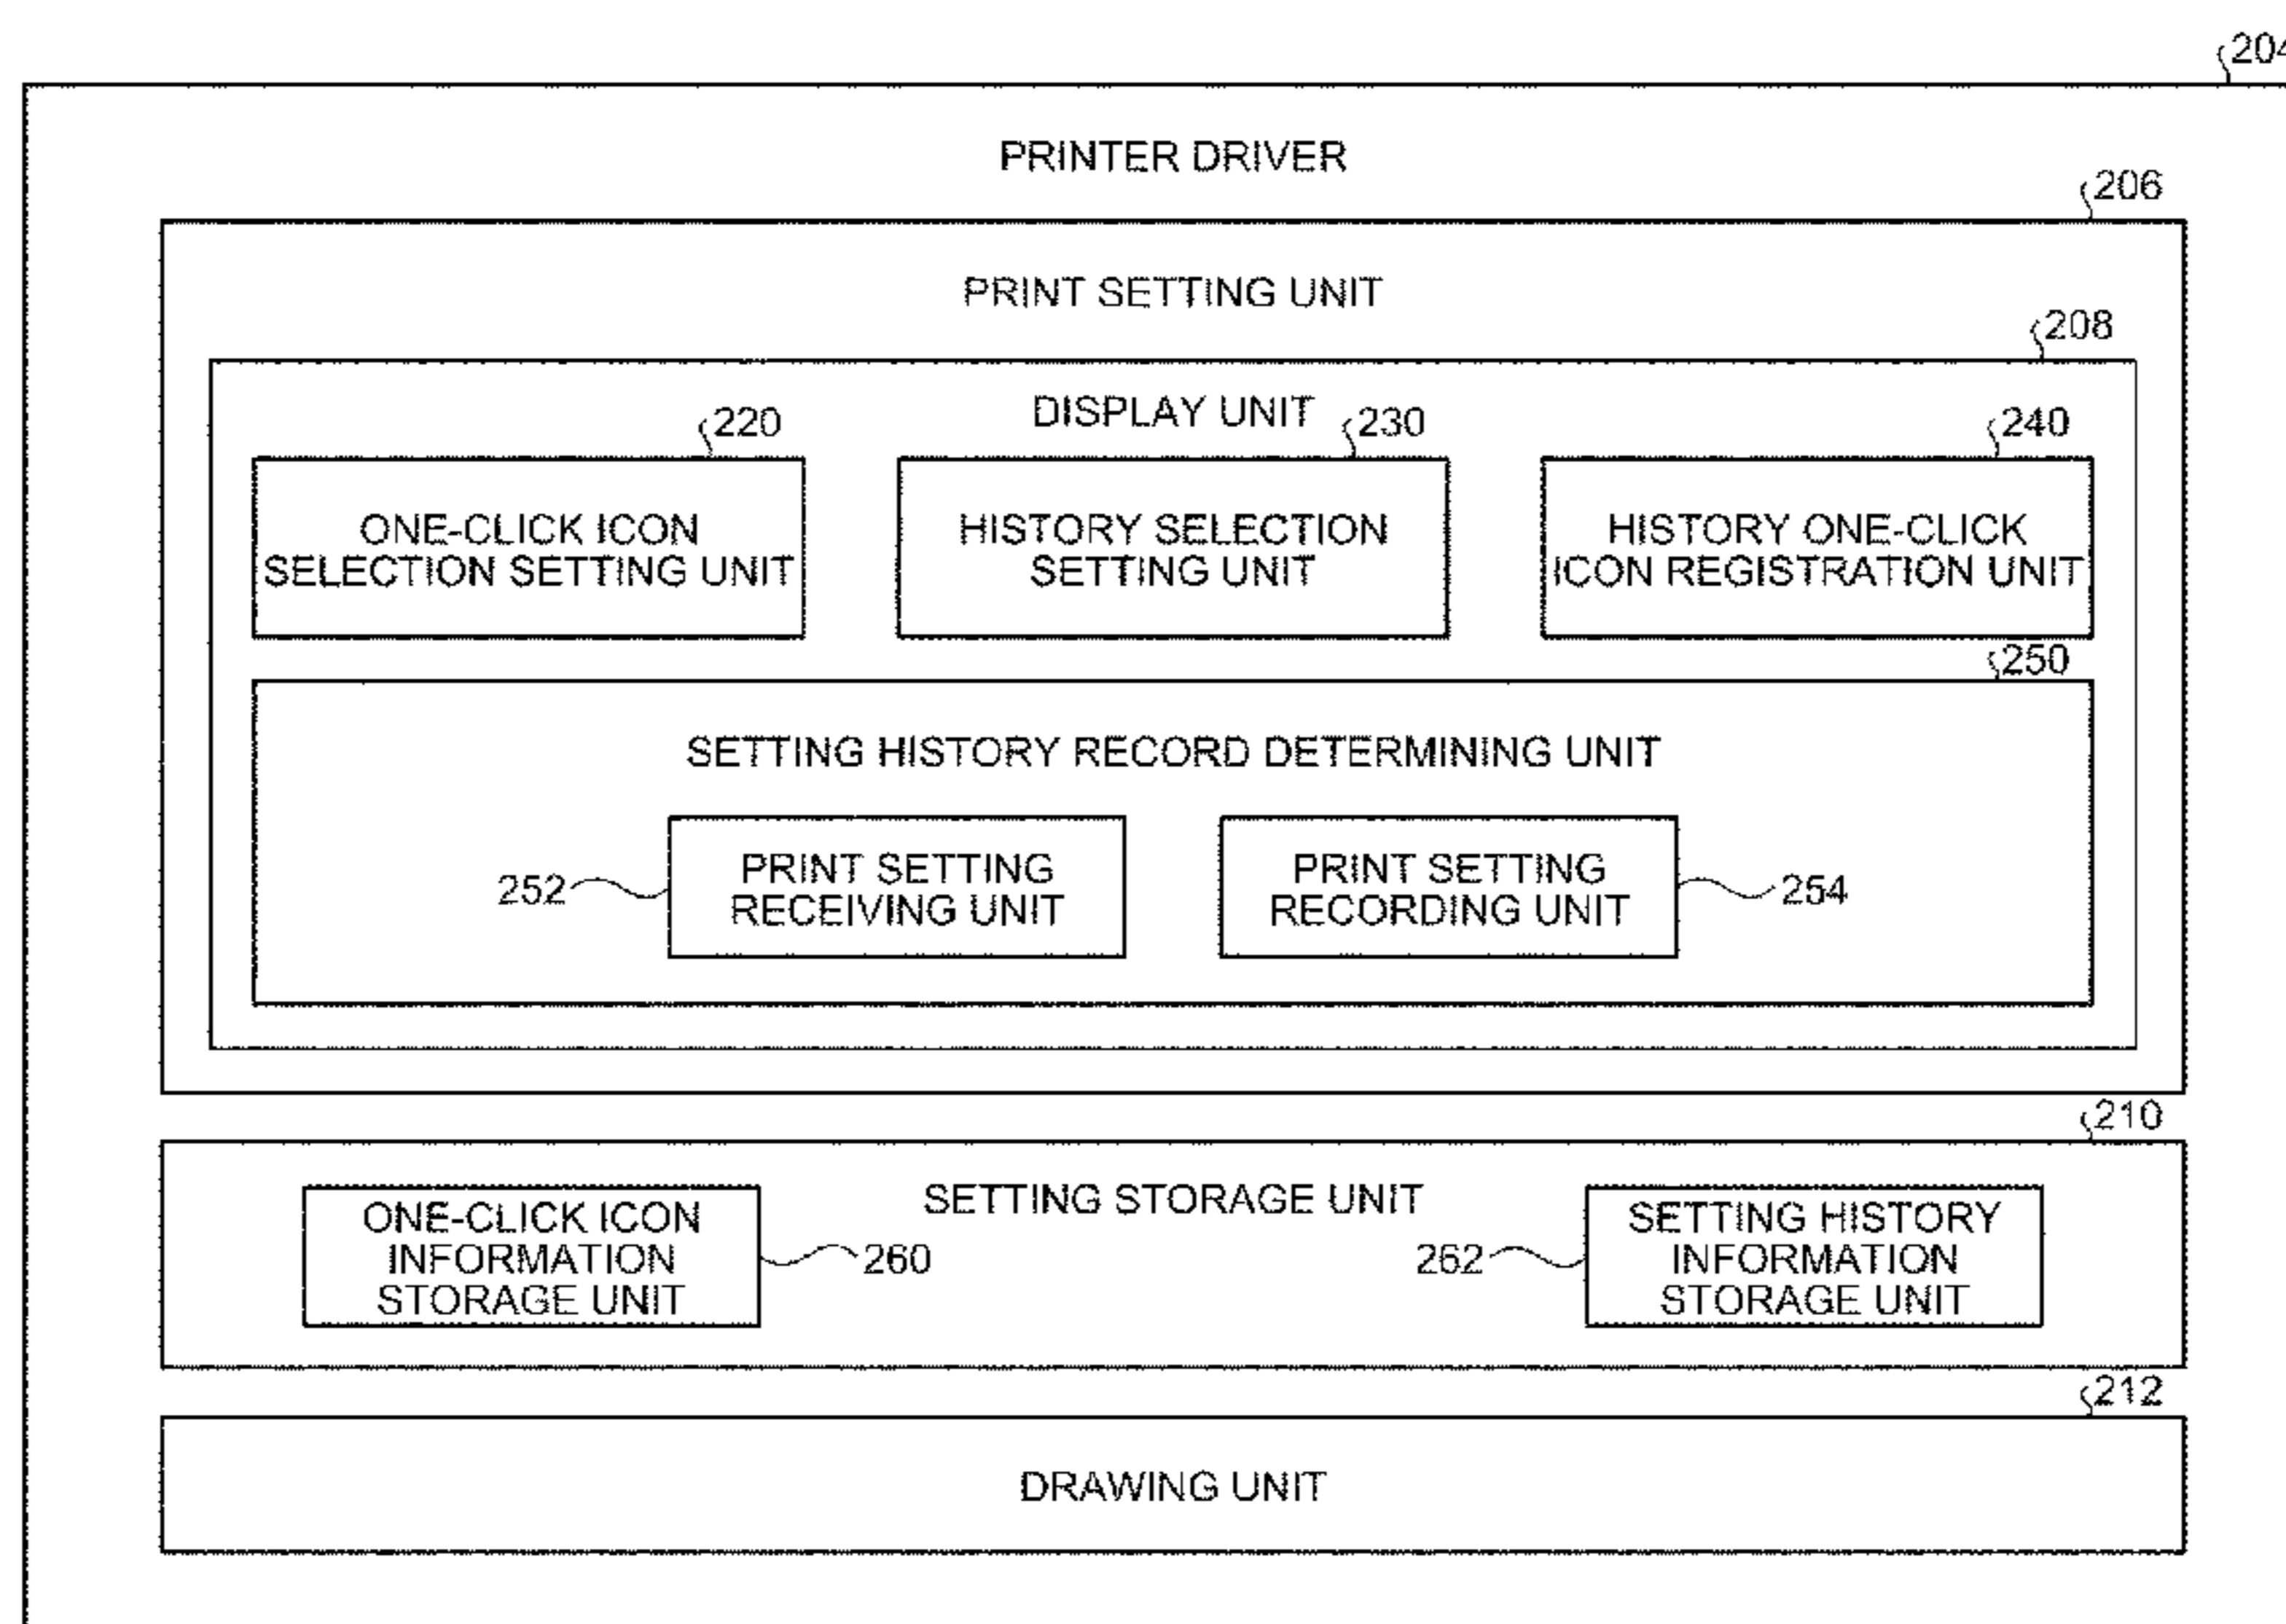 204
PRINTER DRIVER
206
PRINT SETTING UNIT
208
DISPLAY UNIT
220
230
240
ONE-CLICK ICON
SELECTION SETTING UNIT
HISTORY SELECTION
SETTING UNIT
HISTORY ONE-CLICK
ICON REGISTRATION UNIT
250
SETTING HISTORY RECORD DETERMINING UNIT
252
PRINT SETTING
RECEIVING UNIT
PRINT SETTING
RECORDING UNIT
254
210
SETTING STORAGE UNIT
ONE-CLICK ICON
INFORMATION
STORAGE UNIT
260
262
SETTING HISTORY
INFORMATION
STORAGE UNIT
212
DRAWING UNIT